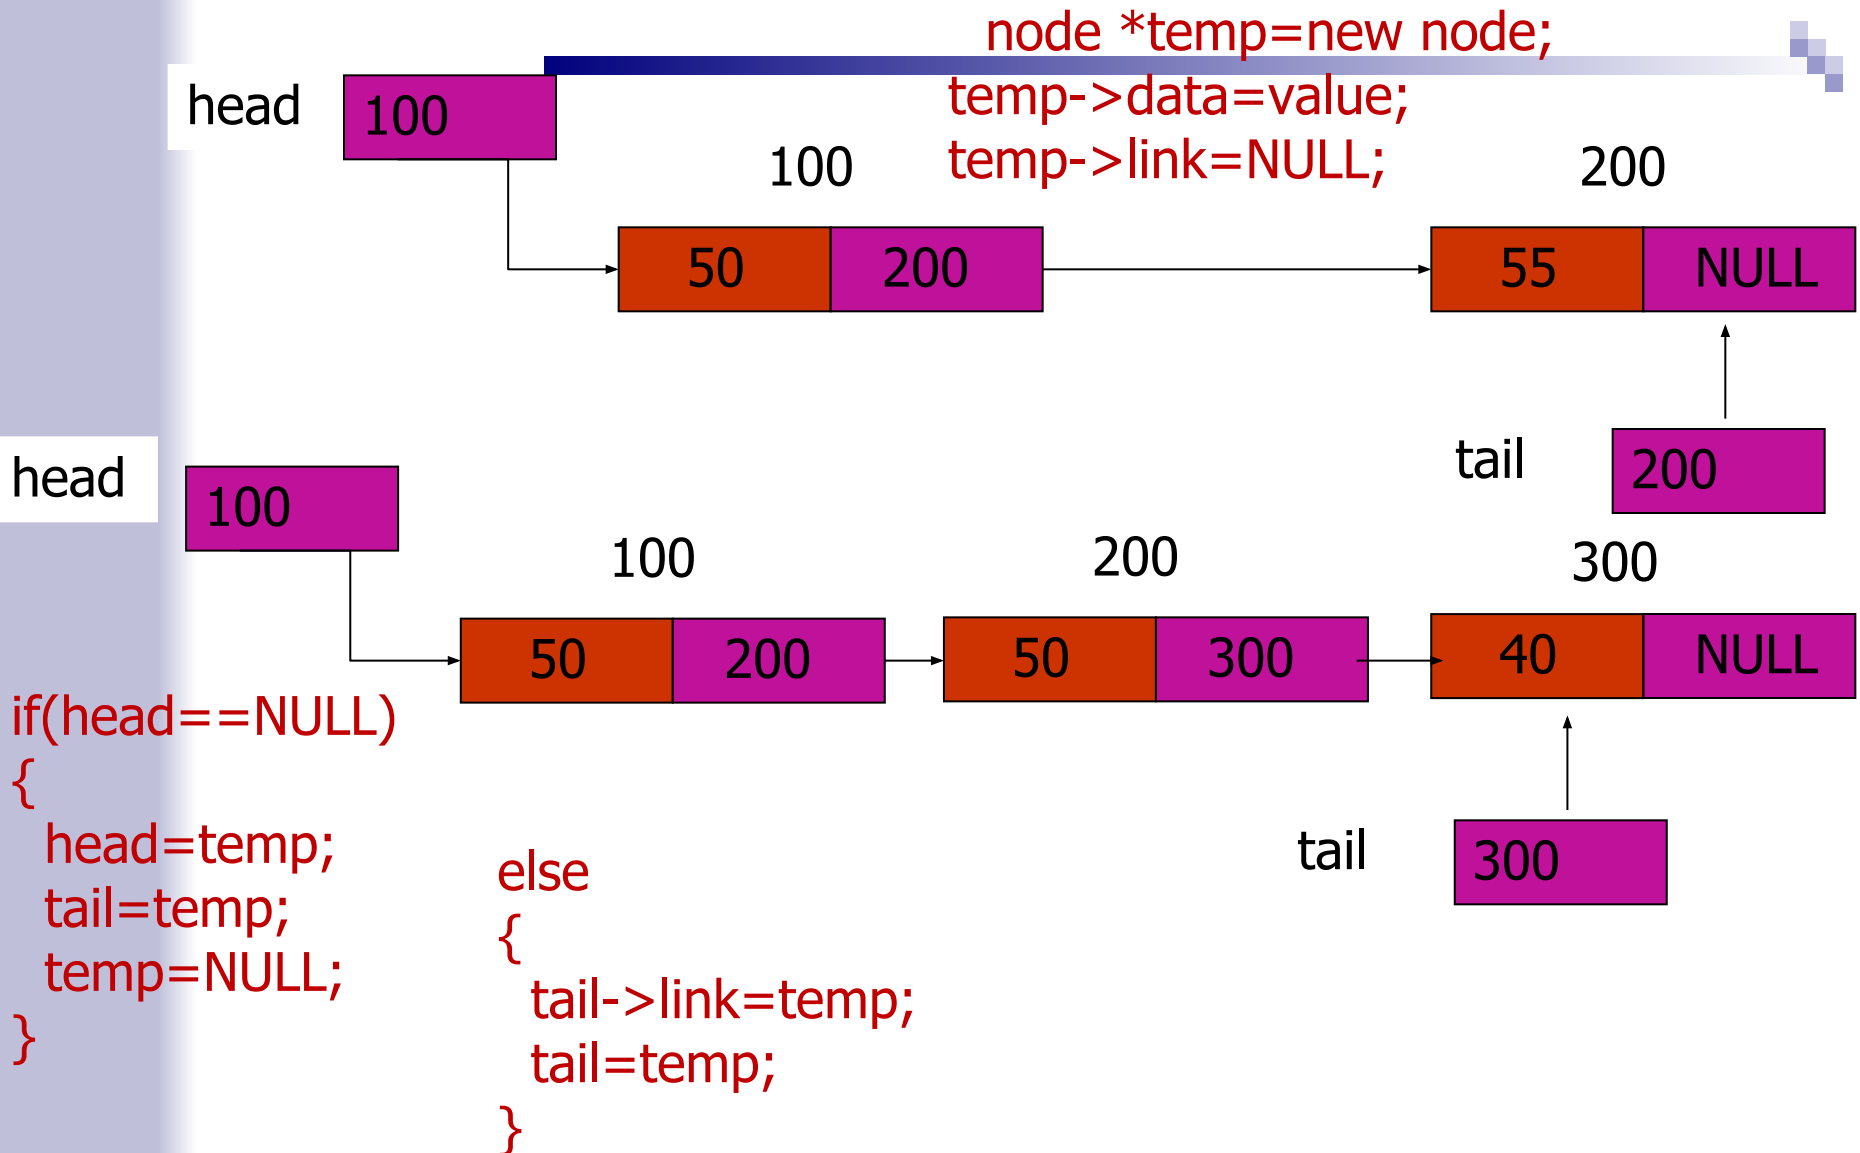 node *temp=new node;
temp->data=value;
temp->link=NULL;
head
100
100
200
50 200
55 NULL
tail
200
head
100
100
200
300
50 200
50 300
40 NULL
tail
300
if(head==NULL)
{
head=temp;
tail=temp;
temp=NULL;
}
else
{
tail->link=temp;
tail=temp;
}